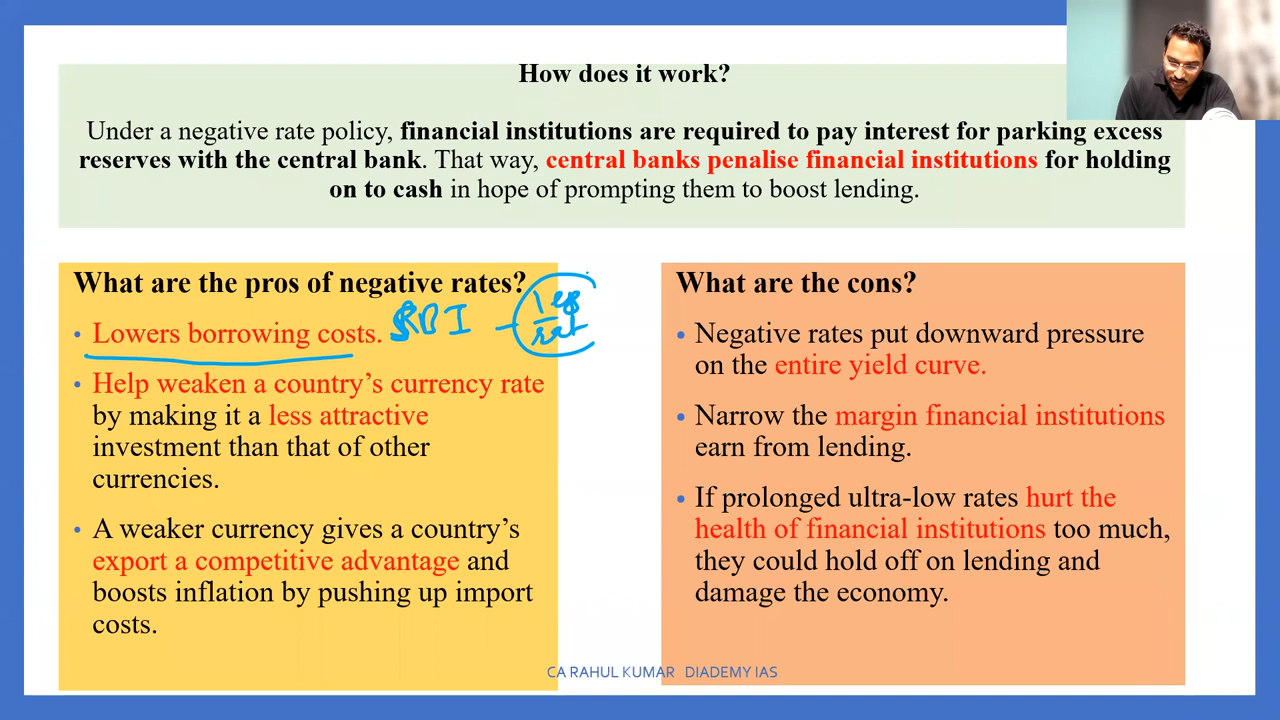 How does it work?
Under a negative rate policy, financial institutions are required to pay interest for parking excess
reserves with the central bank. That way, central banks penalise financial institutions for holding
on to cash in hope of prompting them to boost lending.
What are the pros of negative rates?
• Lowers borrowing costs.
• Help weaken a country's currency rate
by making it a less attractive
investment than that of other
currencies.
• A weaker currency gives a country's
export a competitive advantage and
boosts inflation by pushing up import
costs.
What are the cons?
• Negative rates put downward pressure
on the entire yield curve.
• Narrow the margin financial institutions
earn from lending.
• If prolonged ultra-low rates hurt the
health of financial institutions too much,
they could hold off on lending and
damage the economy.
CA RAHUL KUMAR DIADEMY IAS